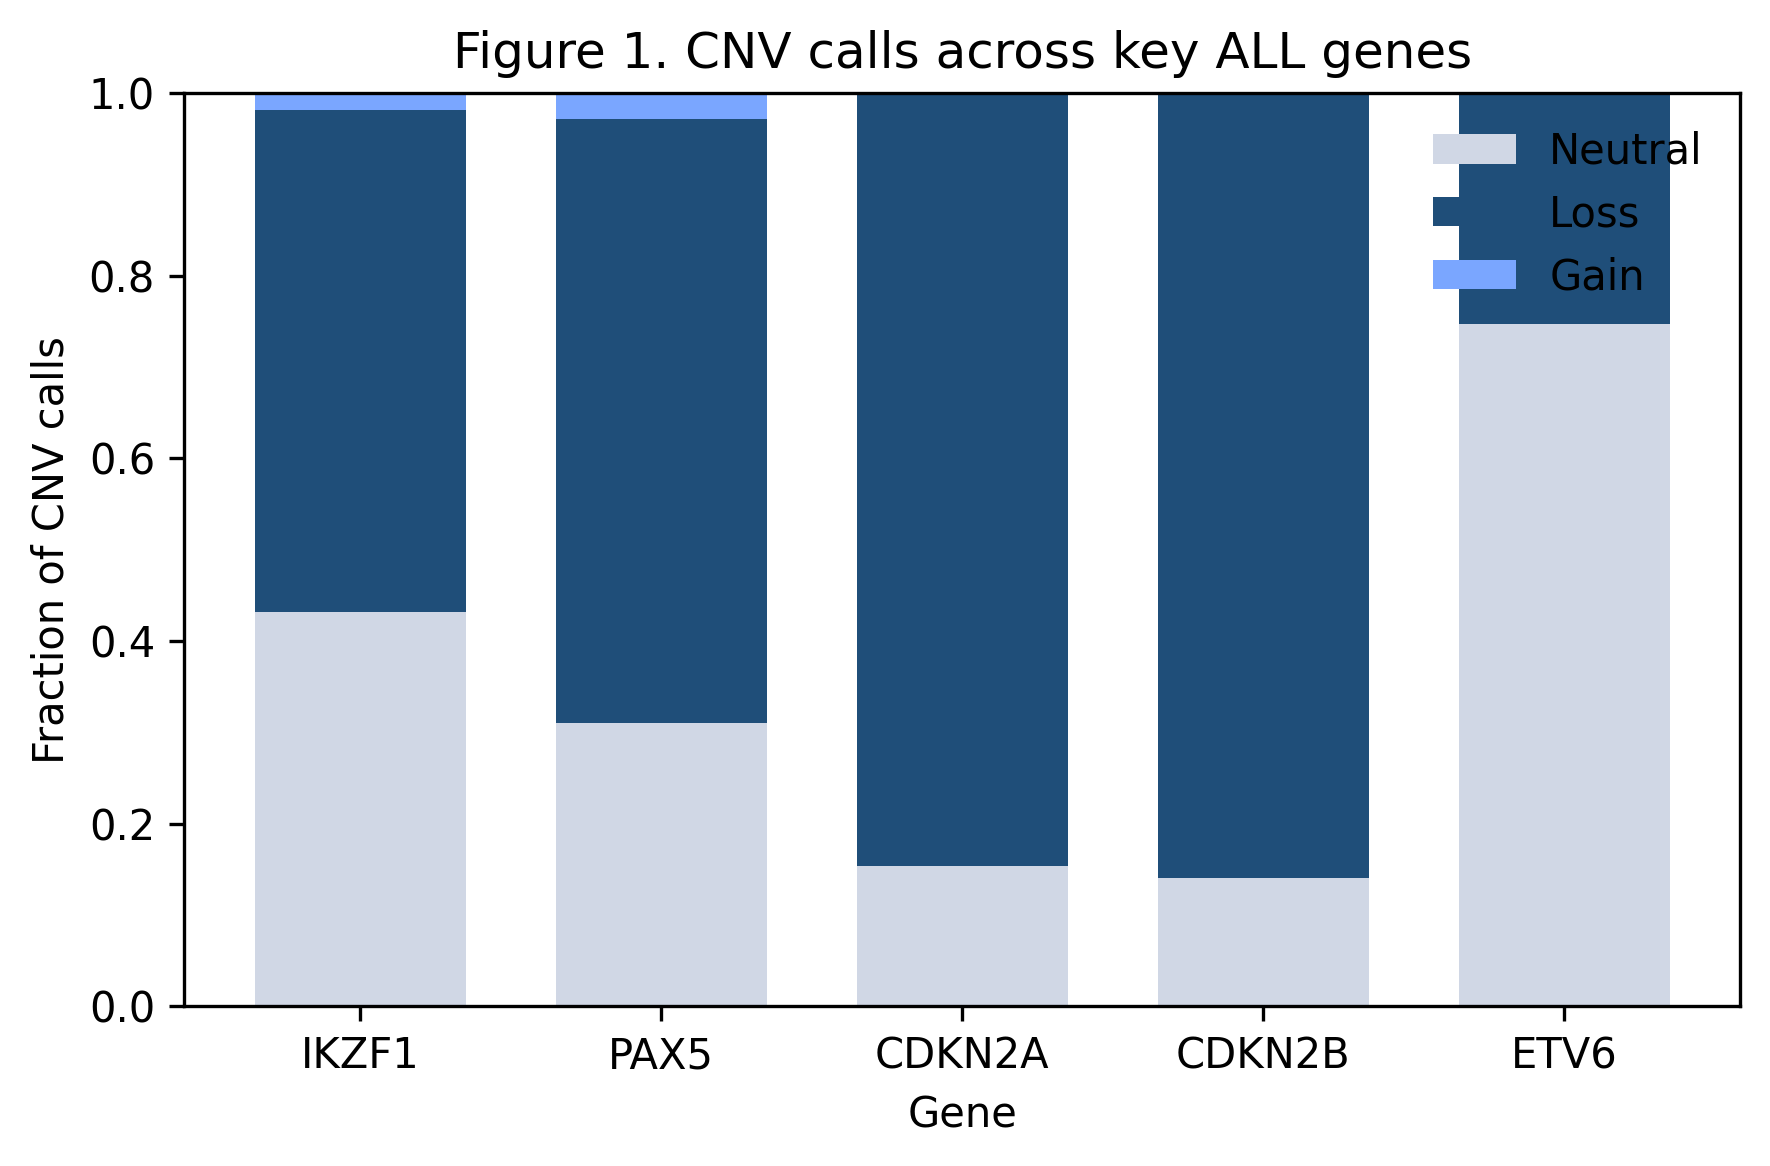 Figure 1. CNV calls across key ALL genes
1.0
0.8
0.6
0.4
0.2
0.0
Fraction of CNV calls
Neutral
Loss
Gain
IKZF1 PAX5 CDKN2A CDKN2B ETV6
Gene